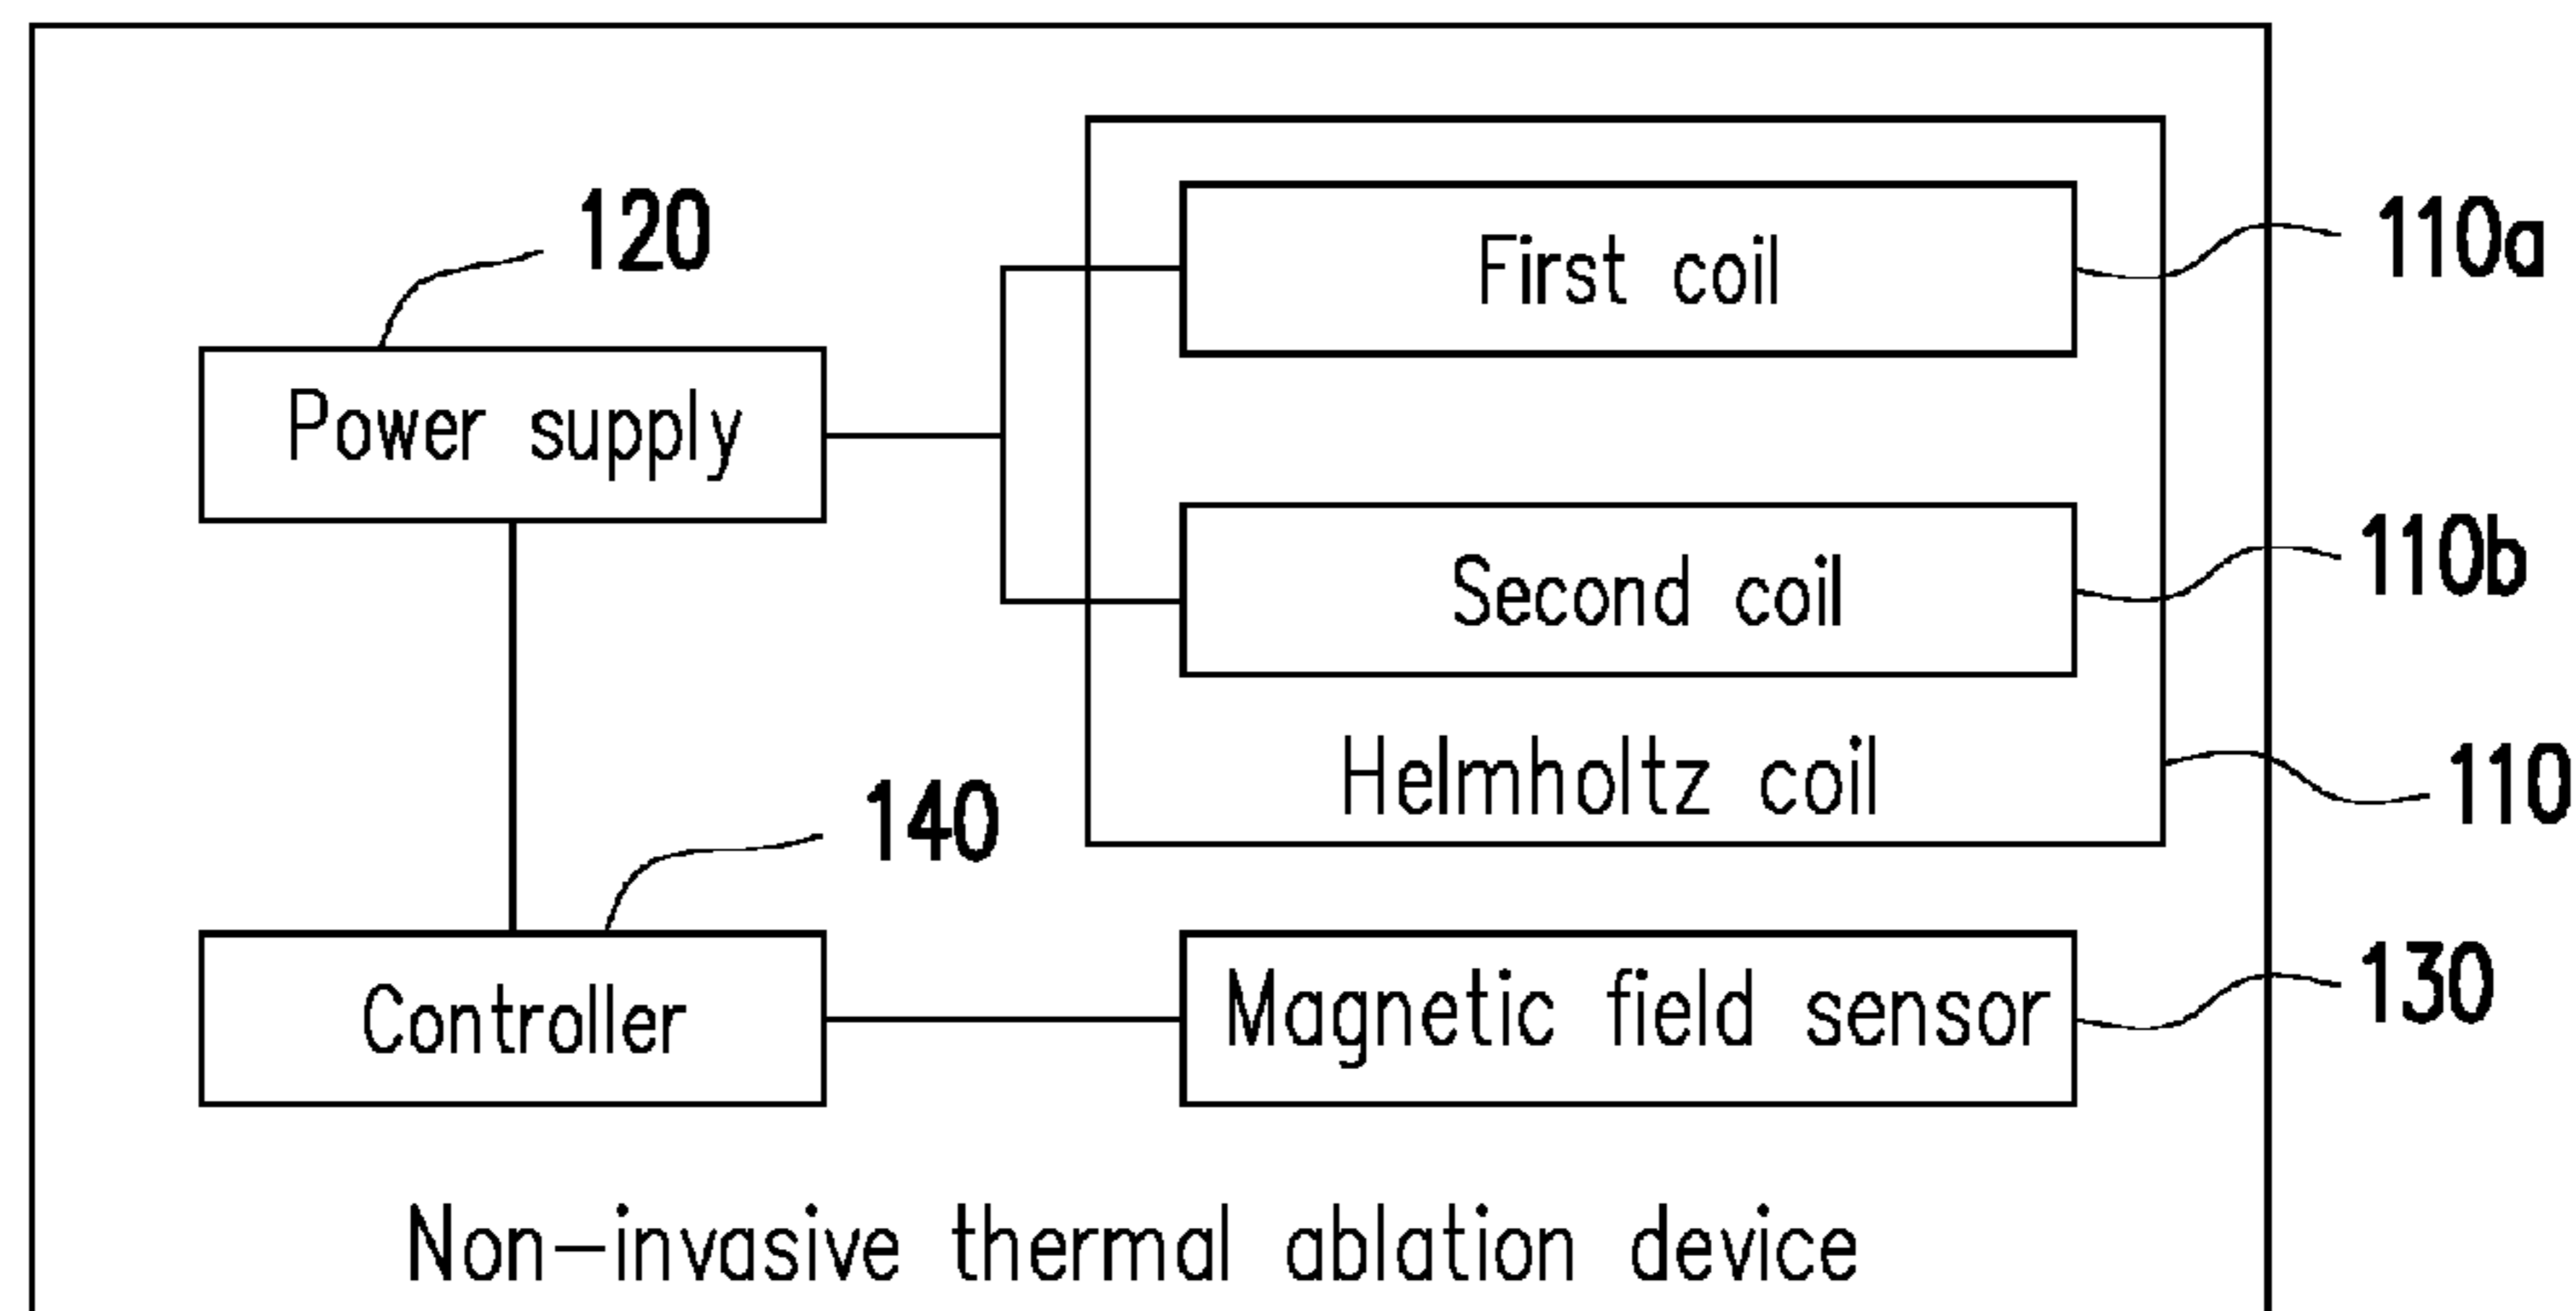 120
First coil
110a
Power supply
Second coil
110b
Helmholtz coil
110
140
Controller
Magnetic field sensor
130
Non-invasive thermal ablation device